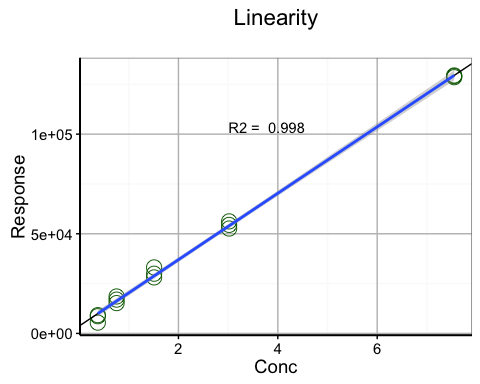 Linearity
R2 =  0.998
1e+05
5e+04
0e+00
Response
2 4 6
Conc